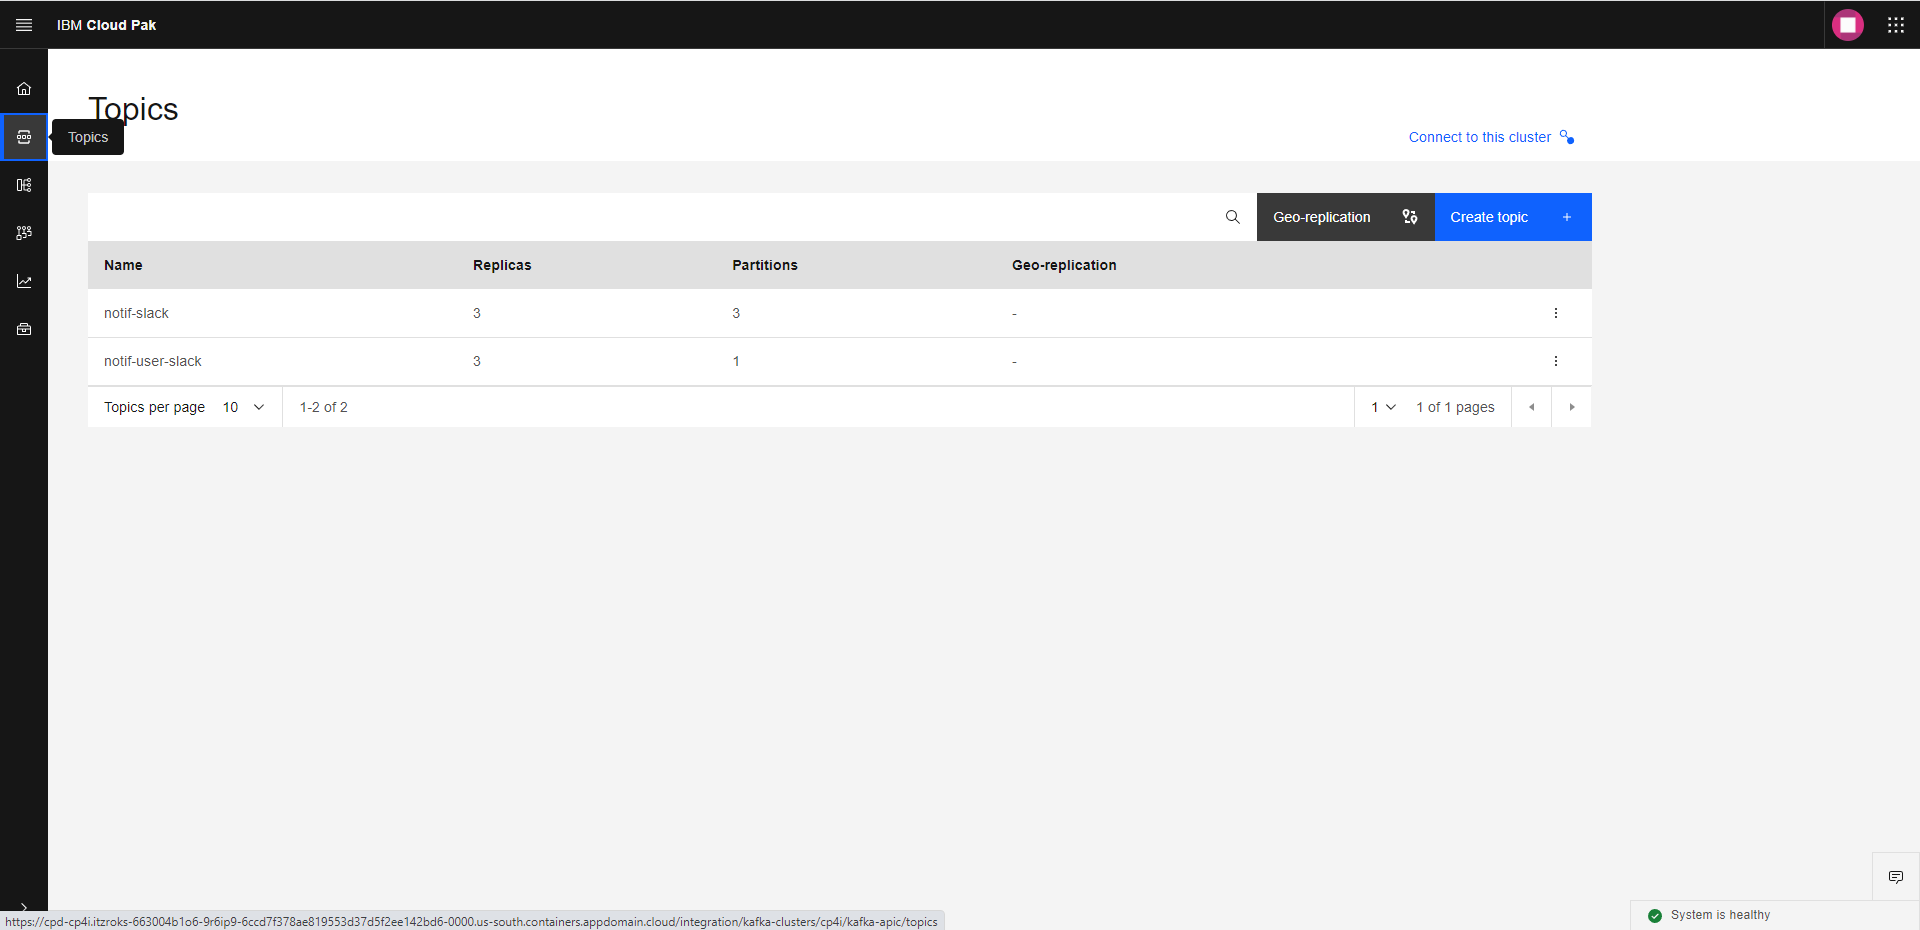 IBM Cloud Pak
Topics
Topics
Connect to this cluster
Geo-replication
Create topic +
Name Replicas Partitions Geo-replication
notif-slack 3 3 -
notif-user-slack 3 1 -
Topics per page 10 1-2 of 2 1 1 of 1 pages
https://cpd-cp4i.itzroks-663004b1o6-9r6ip9-6ccd7f378ae819553d37d5f2ee142bd6-0000.us-south.containers.appdomain.cloud/integration/kafka-clusters/cp4i/kafka-apic/topics
System is healthy